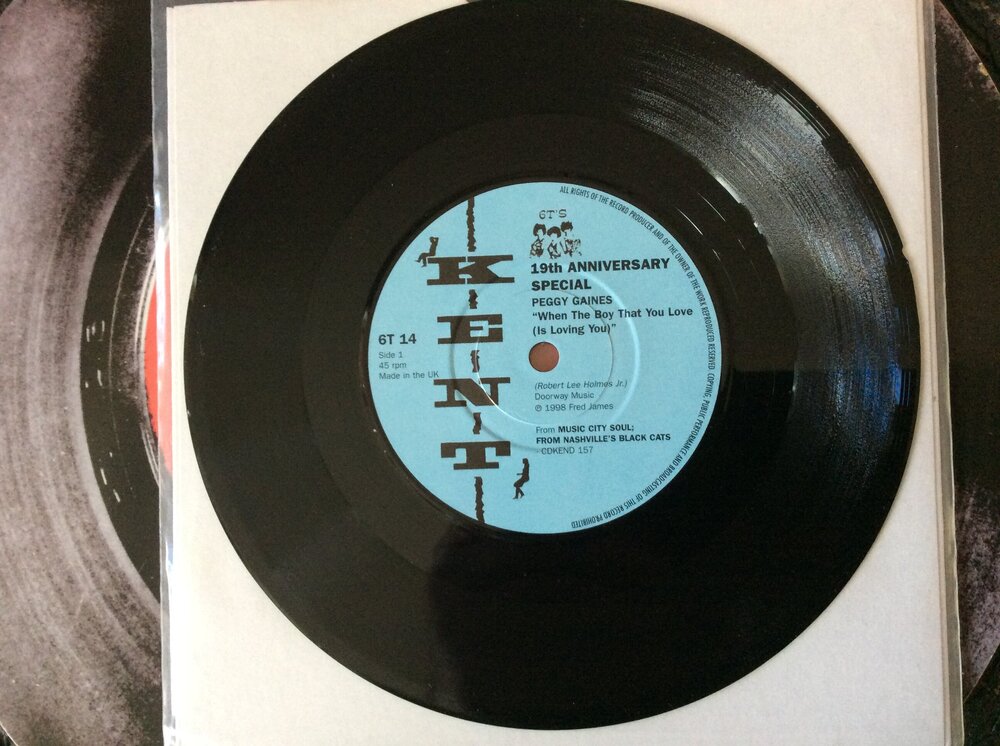 KENT
6T'S
19th ANNIVERSARY
SPECIAL
PEGGY GAINES
"When The Boy That You Love
(Is Loving You)"
6T 14
Side 1
45 rpm
Made in the UK
(Robert Lee Holmes Jr.)
Doorway Music
℗ 1998 Fred James
From MUSIC CITY SOUL;
FROM NASHVILLE'S BLACK CATS
- CDKEND 157
ALL RIGHTS OF THE RECORD PRODUCER AND OF THE OWNER OF THE WORK REPRODUCED RESERVED. COPYING, PUBLIC PERFORMANCE AND BROADCASTING OF THIS RECORD PROHIBITED